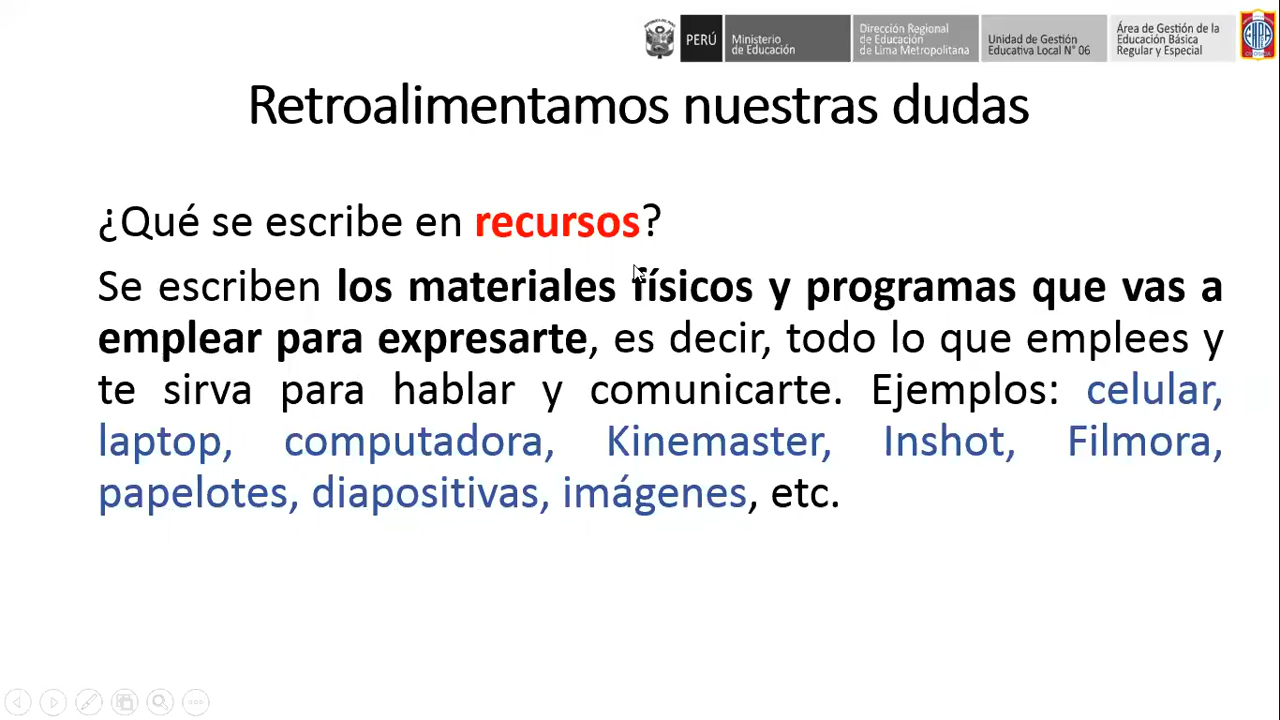 PERÚ
Ministerio
de Educación
Dirección Regional
de Educación
de Lima Metropolitana
Unidad de Gestión
Educativa Local N° 06
Área de Gestión de la
Educación Básica
Regular y Especial
Retroalimentamos nuestras dudas
¿Qué se escribe en recursos?
Se escriben los materiales físicos y programas que vas a
emplear para expresarte, es decir, todo lo que emplees y
te sirva para hablar y comunicarte. Ejemplos: celular,
laptop, computadora, Kinemaster, Inshot, Filmora,
papelotes, diapositivas, imágenes, etc.